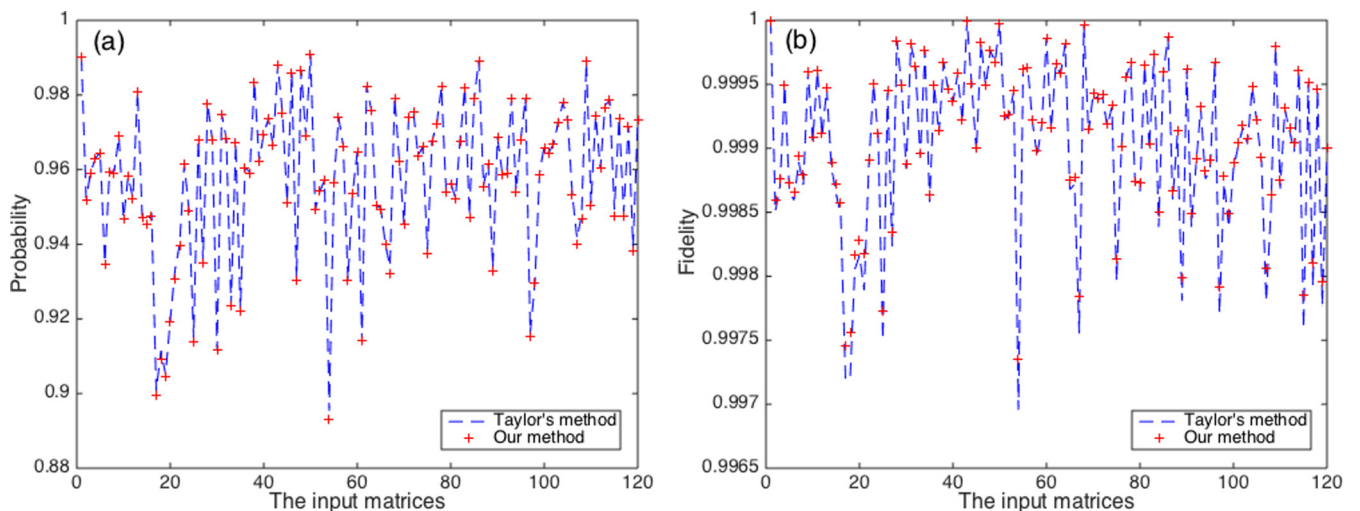 (a)
Probability
1
0.98
0.96
0.94
0.92
0.9
0.88
0 20 40 60 80 100 120
The input matrices
Taylor's method
Our method
(b)
Fidelity
1
0.9995
0.999
0.9985
0.998
0.9975
0.997
0.9965
0 20 40 60 80 100 120
The input matrices
Taylor's method
Our method